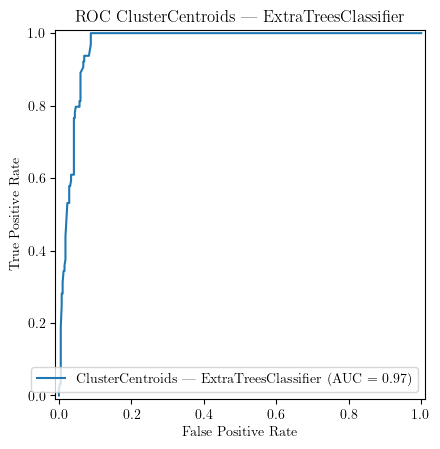 ROC ClusterCentroids — ExtraTreesClassifier
1.0
0.8
0.6
0.4
0.2
0.0
True Positive Rate
ClusterCentroids — ExtraTreesClassifier (AUC = 0.97)
0.0 0.2 0.4 0.6 0.8 1.0
False Positive Rate